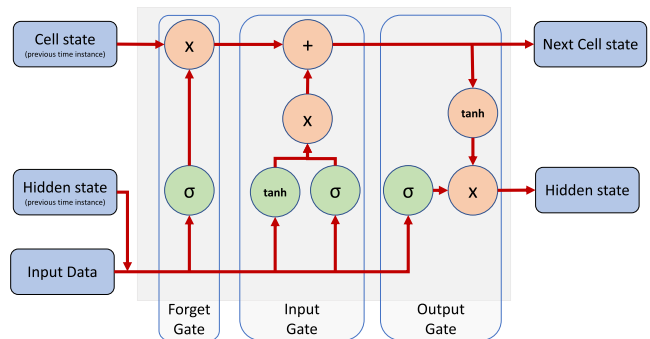 Cell state
(previous time instance)
x
+
Next Cell state
x
tanh
Hidden state
(previous time instance)
σ
tanh
σ
σ
x
Hidden state
Input Data
Forget
Gate
Input
Gate
Output
Gate